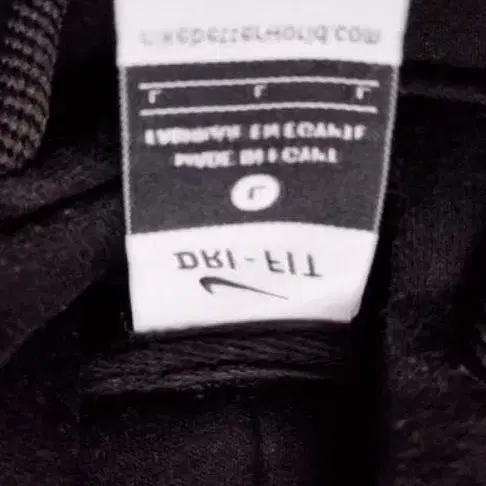 DRI-FIT
L
MADE IN EGYPT
FABRIQUE EN EGYPTE
L L L
nikebetterworld.com